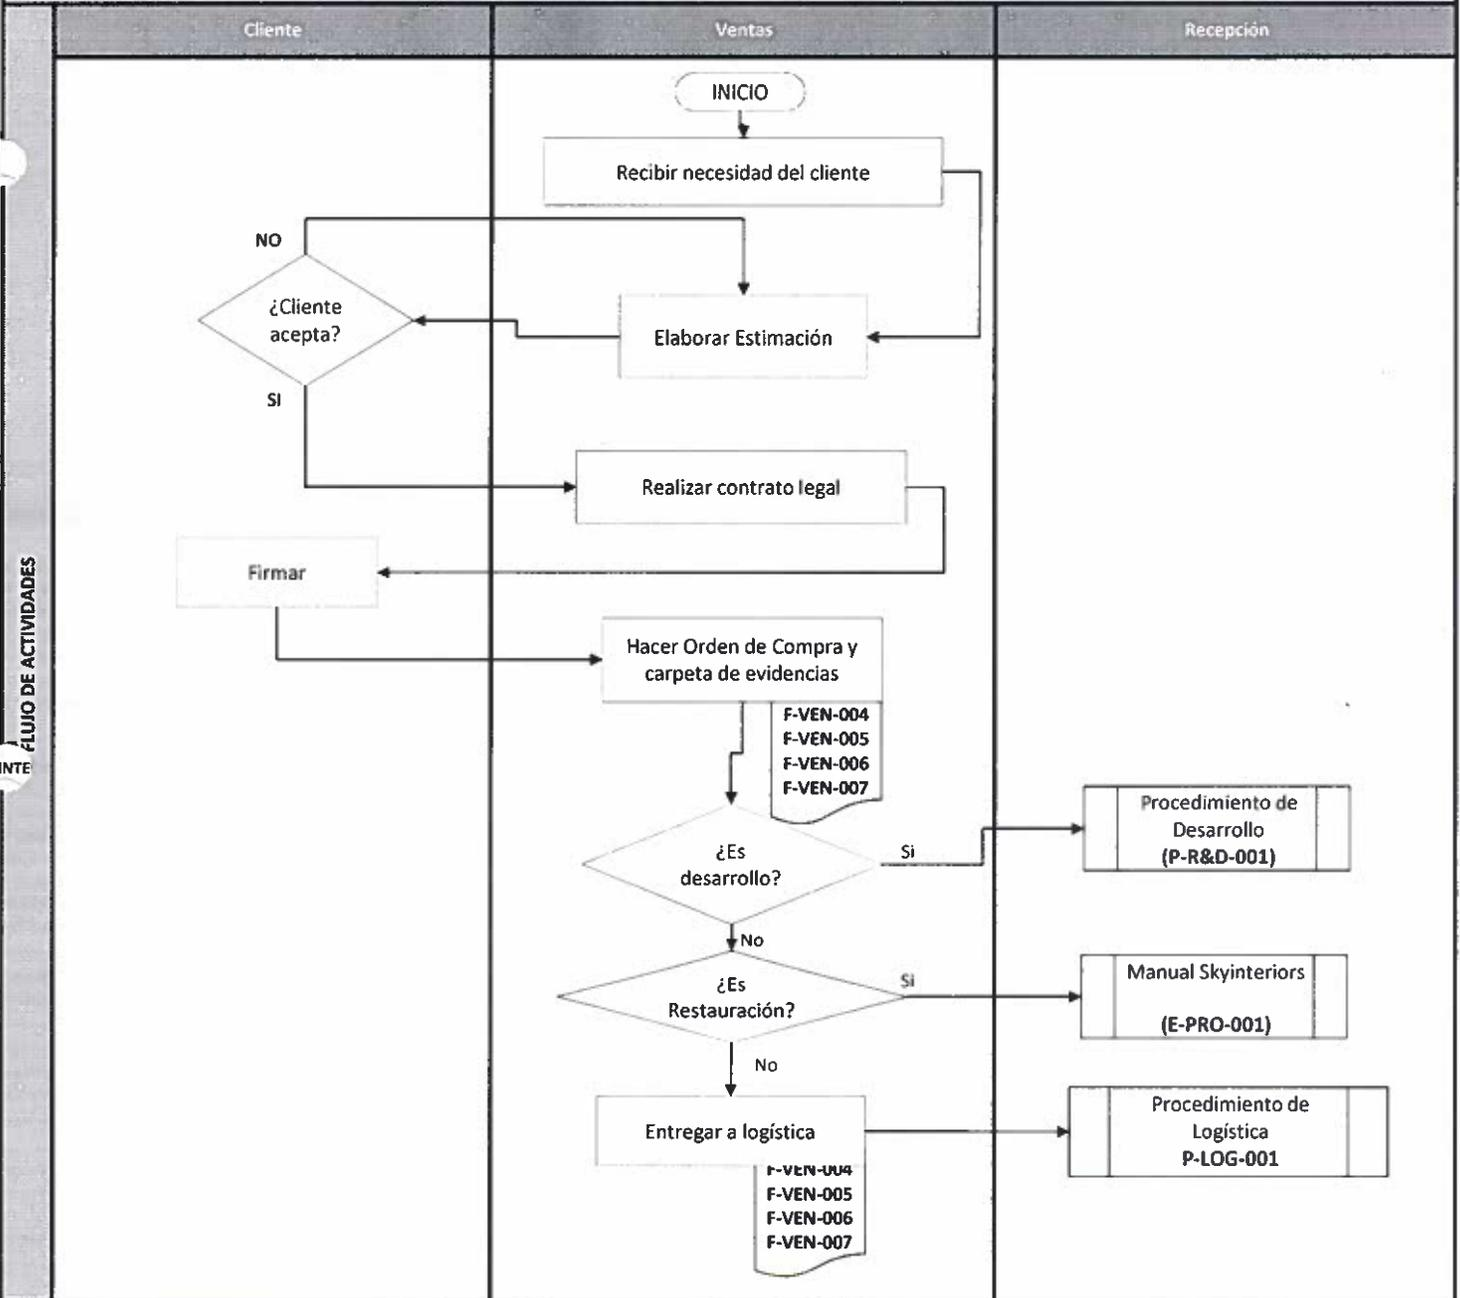 Cliente
Ventas
Recepción
FLUJO DE ACTIVIDADES
INTE
INICIO
Recibir necesidad del cliente
NO
¿Cliente
acepta?
Elaborar Estimación
SI
Realizar contrato legal
Firmar
Hacer Orden de Compra y
carpeta de evidencias
F-VEN-004
F-VEN-005
F-VEN-006
F-VEN-007
¿Es
desarrollo?
Si
Procedimiento de
Desarrollo
(P-R&D-001)
No
¿Es
Restauración?
Si
Manual Skyinteriors
(E-PRO-001)
No
Entregar a logística
Procedimiento de
Logística
P-LOG-001
F-VEN-004
F-VEN-005
F-VEN-006
F-VEN-007